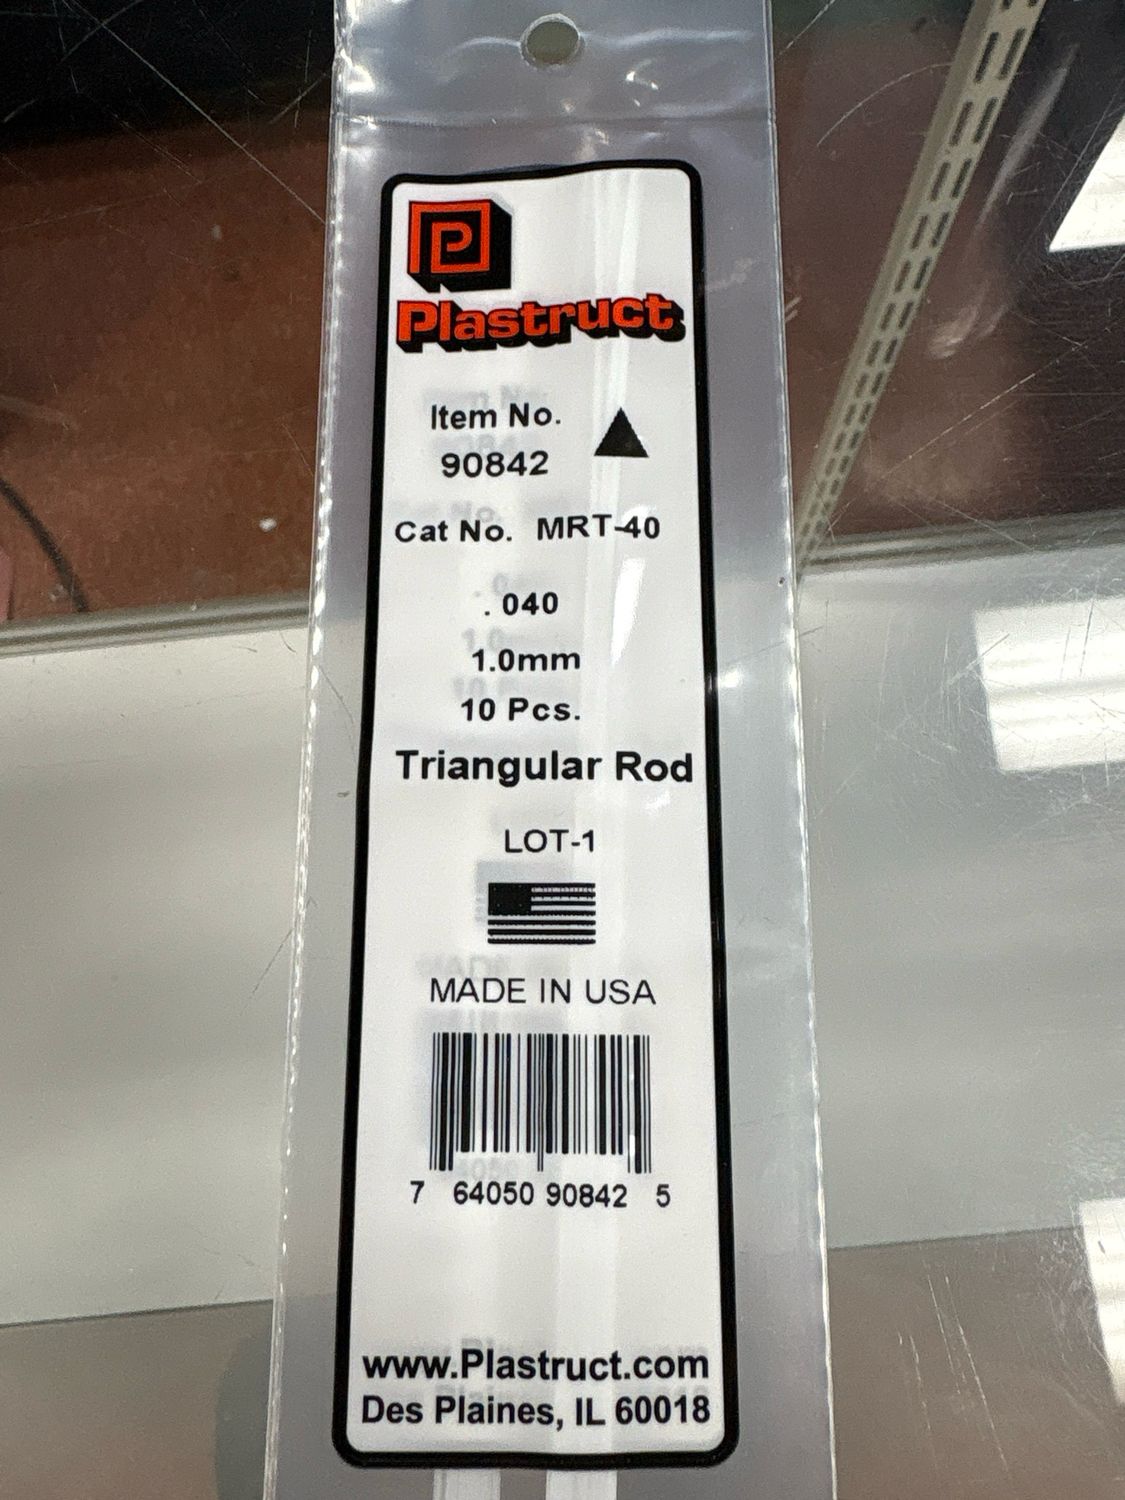 P
Plastruct
Item No.
90842
Cat No. MRT-40
.040
1.0mm
10 Pcs.
Triangular Rod
LOT-1
MADE IN USA
7 64050 90842 5
www.Plastruct.com
Des Plaines, IL 60018